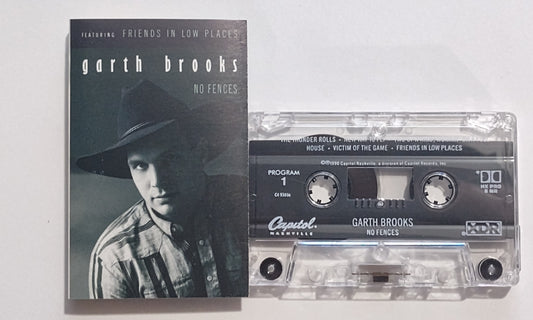 FEATURING FRIENDS IN LOW PLACES
garth brooks
NO FENCES
THE THUNDER ROLLS •
HOUSE • VICTIM OF THE GAME • FRIENDS IN LOW PLACES
℗©1990 Capitol Nashville, a division of Capitol Records, Inc.
PROGRAM
1
HX PRO
B NR
Capitol
NASHVILLE
GARTH BROOKS
NO FENCES
XDR